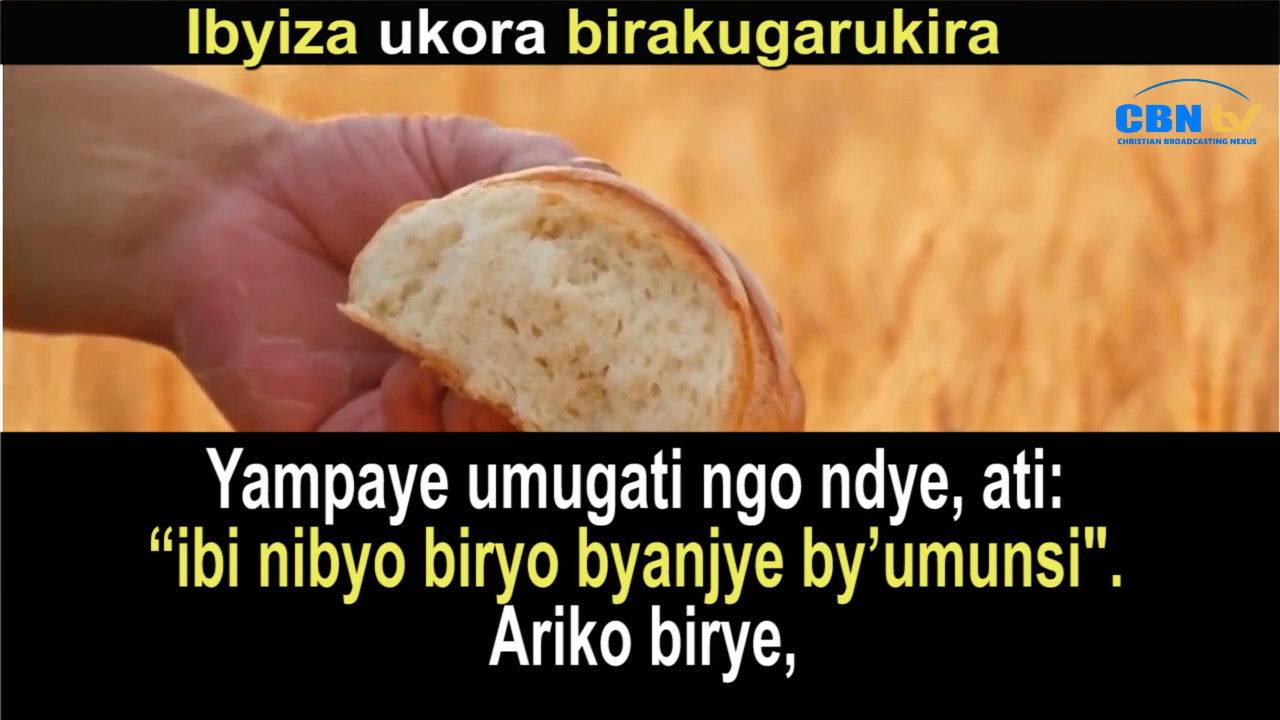 Ibyiza ukora birakugarukira
CBN tv
CHRISTIAN BROADCASTING NEXUS
Yampaye umugati ngo ndye, ati:
“ibi nibyo biryo byanjye by’umunsi".
Ariko birye,